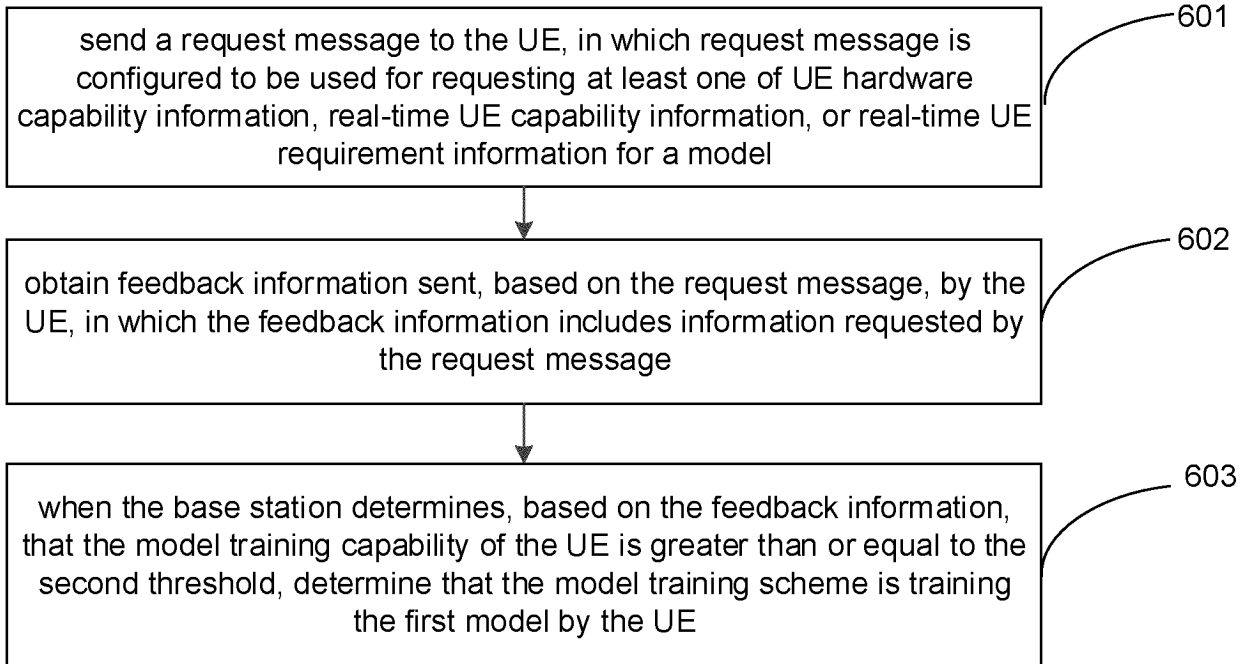 send a request message to the UE, in which request message is
configured to be used for requesting at least one of UE hardware
capability information, real-time UE capability information, or real-time UE
requirement information for a model
601
obtain feedback information sent, based on the request message, by the
UE, in which the feedback information includes information requested by
the request message
602
when the base station determines, based on the feedback information,
that the model training capability of the UE is greater than or equal to the
second threshold, determine that the model training scheme is training
the first model by the UE
603